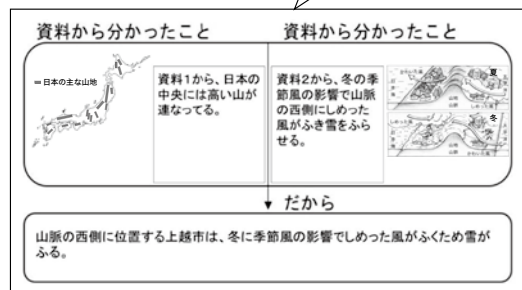 資料から分かったこと　資料から分かったこと
日本の主な山地
資料1から、日本の
中央には高い山が
連なってる。
資料2から、冬の季
節風の影響で山脈
の西側にしめった
風がふき雪をふら
せる。
夏
冬
だから
山脈の西側に位置する上越市は、冬に季節風の影響でしめった風がふくため雪が
ふる。